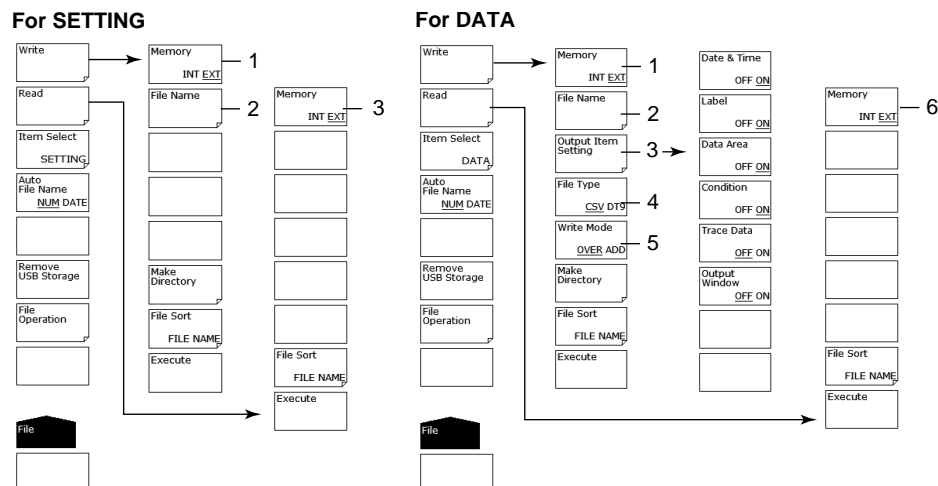 For SETTING
Write
Read
Item Select
SETTING
Auto
File Name
NUM DATE
Remove
USB Storage
File
Operation
File
Memory
INT EXT
1
File Name
2
Make
Directory
File Sort
FILE NAME
Execute
Memory
INT EXT
3
File Sort
FILE NAME
Execute
For DATA
Write
Read
Item Select
DATA
Auto
File Name
NUM DATE
Remove
USB Storage
File
Operation
File
Memory
INT EXT
1
File Name
2
Output Item
Setting
3
File Type
CSV DT9
4
Write Mode
OVER ADD
5
Make
Directory
File Sort
FILE NAME
Execute
Date & Time
OFF ON
Label
OFF ON
Data Area
OFF ON
Condition
OFF ON
Trace Data
OFF ON
Output
Window
OFF ON
Memory
INT EXT
6
File Sort
FILE NAME
Execute